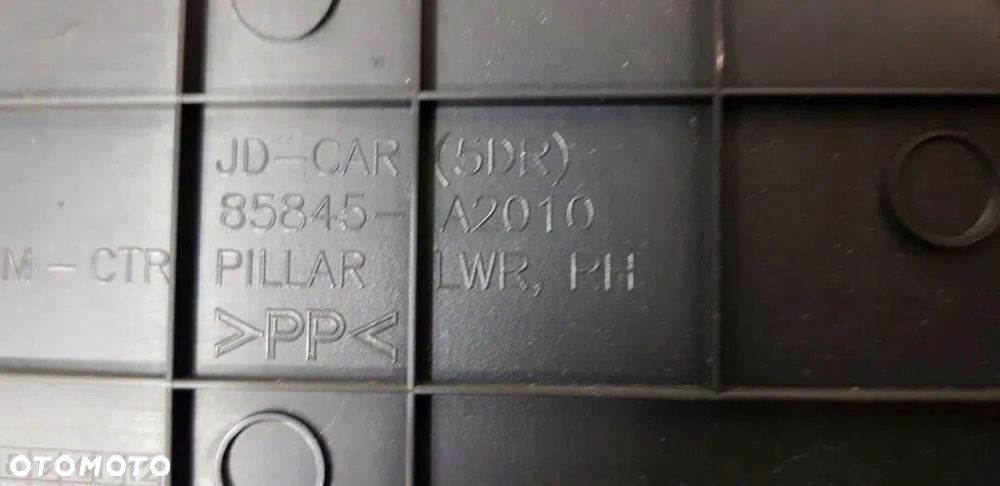 JD-CAR (5DR)
85845- A2010
M-CTR PILLAR LWR, RH
>PP<
OTOMOTO